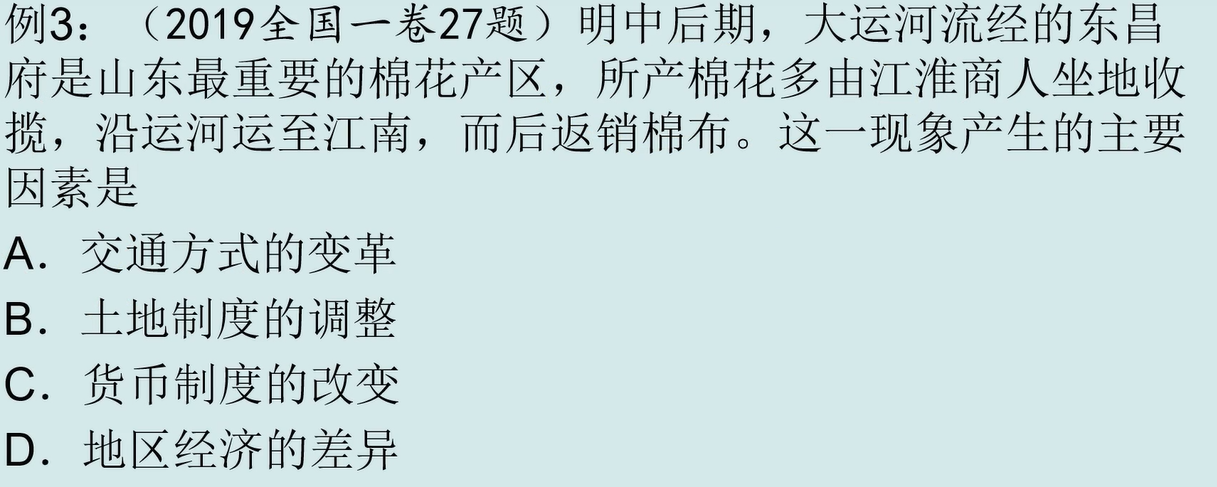 例3：（2019全国一卷27题）明中后期，大运河流经的东昌
府是山东最重要的棉花产区，所产棉花多由江淮商人坐地收
揽，沿运河运至江南，而后返销棉布。这一现象产生的主要
因素是
A．交通方式的变革
B．土地制度的调整
C．货币制度的改变
D．地区经济的差异